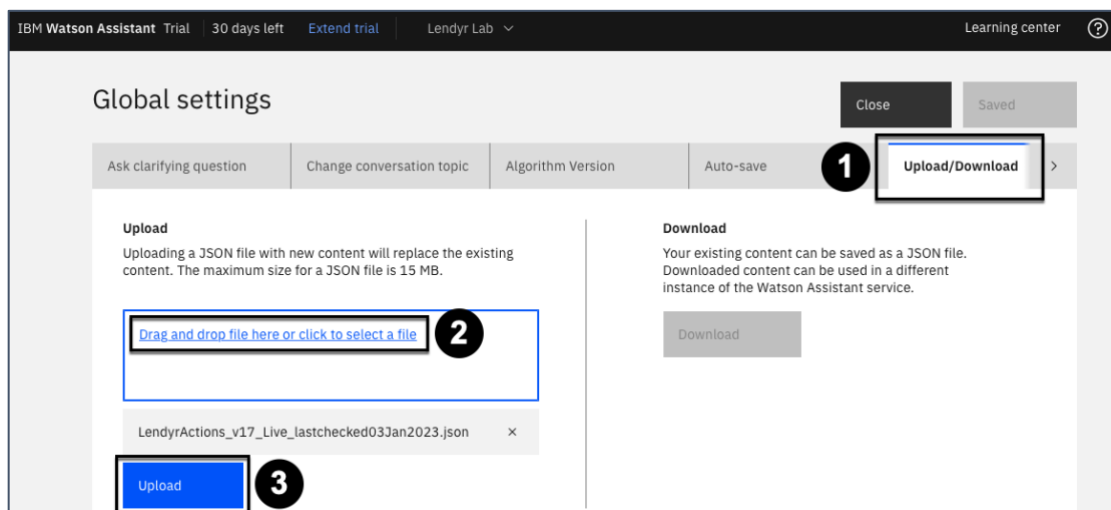 IBM Watson Assistant Trial 30 days left Extend trial Lendyr Lab Learning center ?
Global settings
Close Saved
Ask clarifying question Change conversation topic Algorithm Version Auto-save 1 Upload/Download >
Upload
Uploading a JSON file with new content will replace the existing
content. The maximum size for a JSON file is 15 MB.
Drag and drop file here or click to select a file 2
LendyrActions_v17_Live_lastchecked03Jan2023.json ×
Upload 3
Download
Your existing content can be saved as a JSON file.
Downloaded content can be used in a different
instance of the Watson Assistant service.
Download